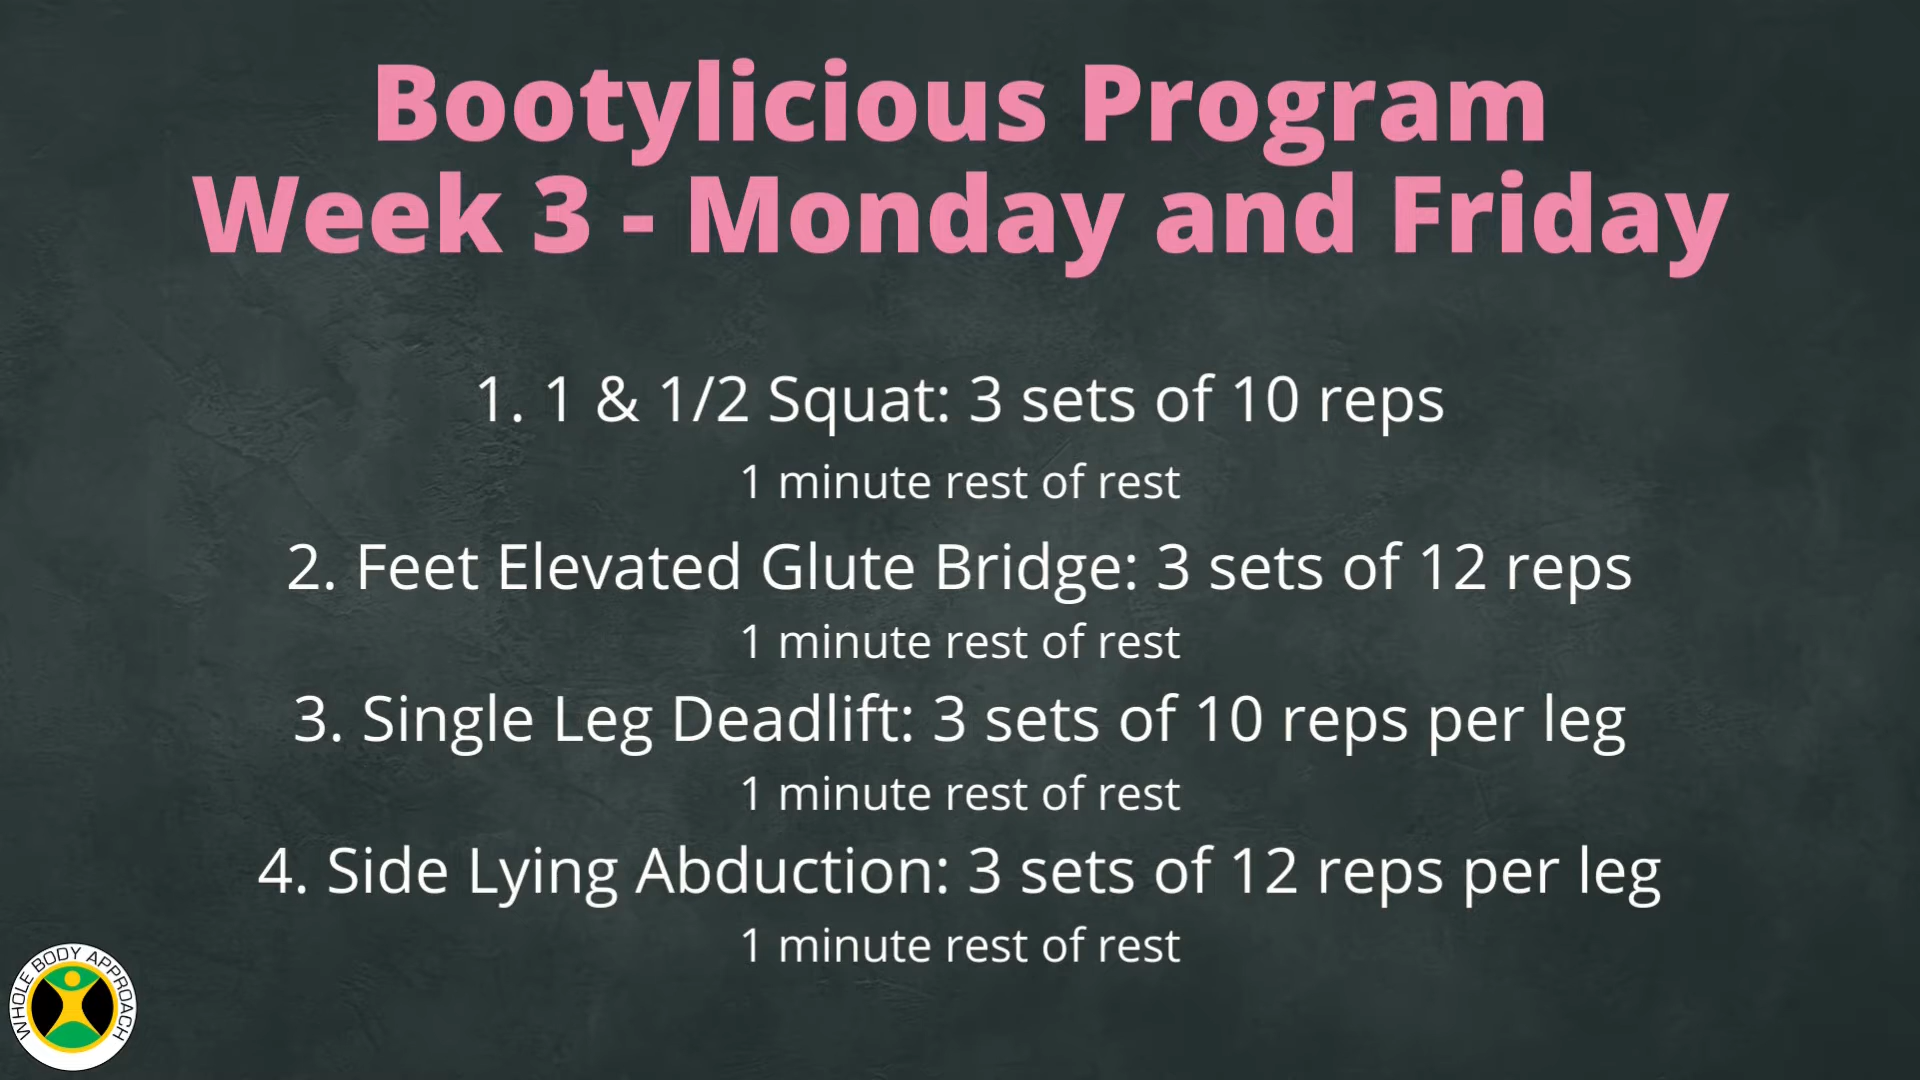 Bootylicious Program
Week 3 - Monday and Friday
1. 1 & 1/2 Squat: 3 sets of 10 reps
1 minute rest of rest
2. Feet Elevated Glute Bridge: 3 sets of 12 reps
1 minute rest of rest
3. Single Leg Deadlift: 3 sets of 10 reps per leg
1 minute rest of rest
4. Side Lying Abduction: 3 sets of 12 reps per leg
1 minute rest of rest
WHOLE BODY APPROACH